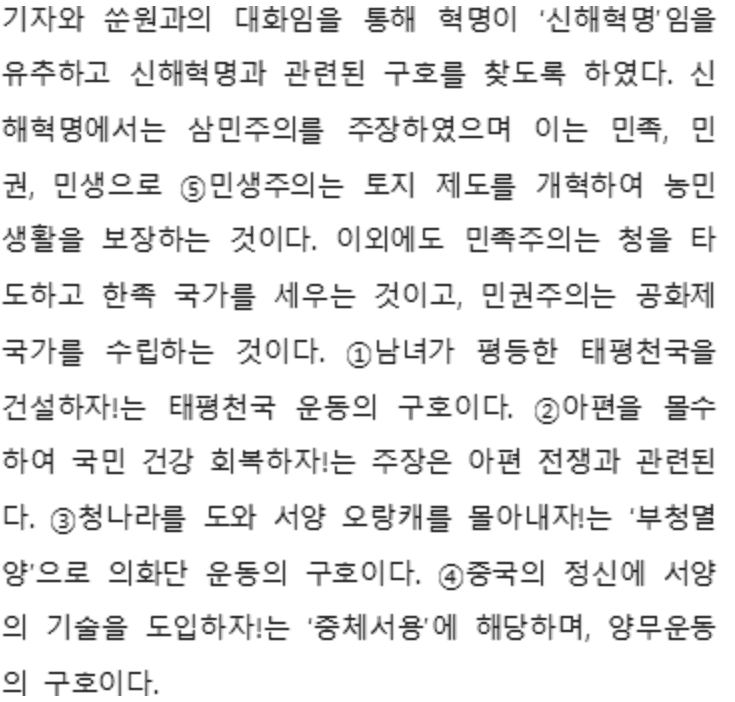 기자와 쑨원과의 대화임을 통해 혁명이 '신해혁명'임을
유추하고 신해혁명과 관련된 구호를 찾도록 하였다. 신
해혁명에서는 삼민주의를 주장하였으며 이는 민족, 민
권, 민생으로 ⑤민생주의는 토지 제도를 개혁하여 농민
생활을 보장하는 것이다. 이외에도 민족주의는 청을 타
도하고 한족 국가를 세우는 것이고, 민권주의는 공화제
국가를 수립하는 것이다. ①남녀가 평등한 태평천국을
건설하자!는 태평천국 운동의 구호이다. ②아편을 몰수
하여 국민 건강 회복하자!는 주장은 아편 전쟁과 관련된
다. ③청나라를 도와 서양 오랑캐를 몰아내자!는 '부청멸
양'으로 의화단 운동의 구호이다. ④중국의 정신에 서양
의 기술을 도입하자!는 '중체서용'에 해당하며, 양무운동
의 구호이다.